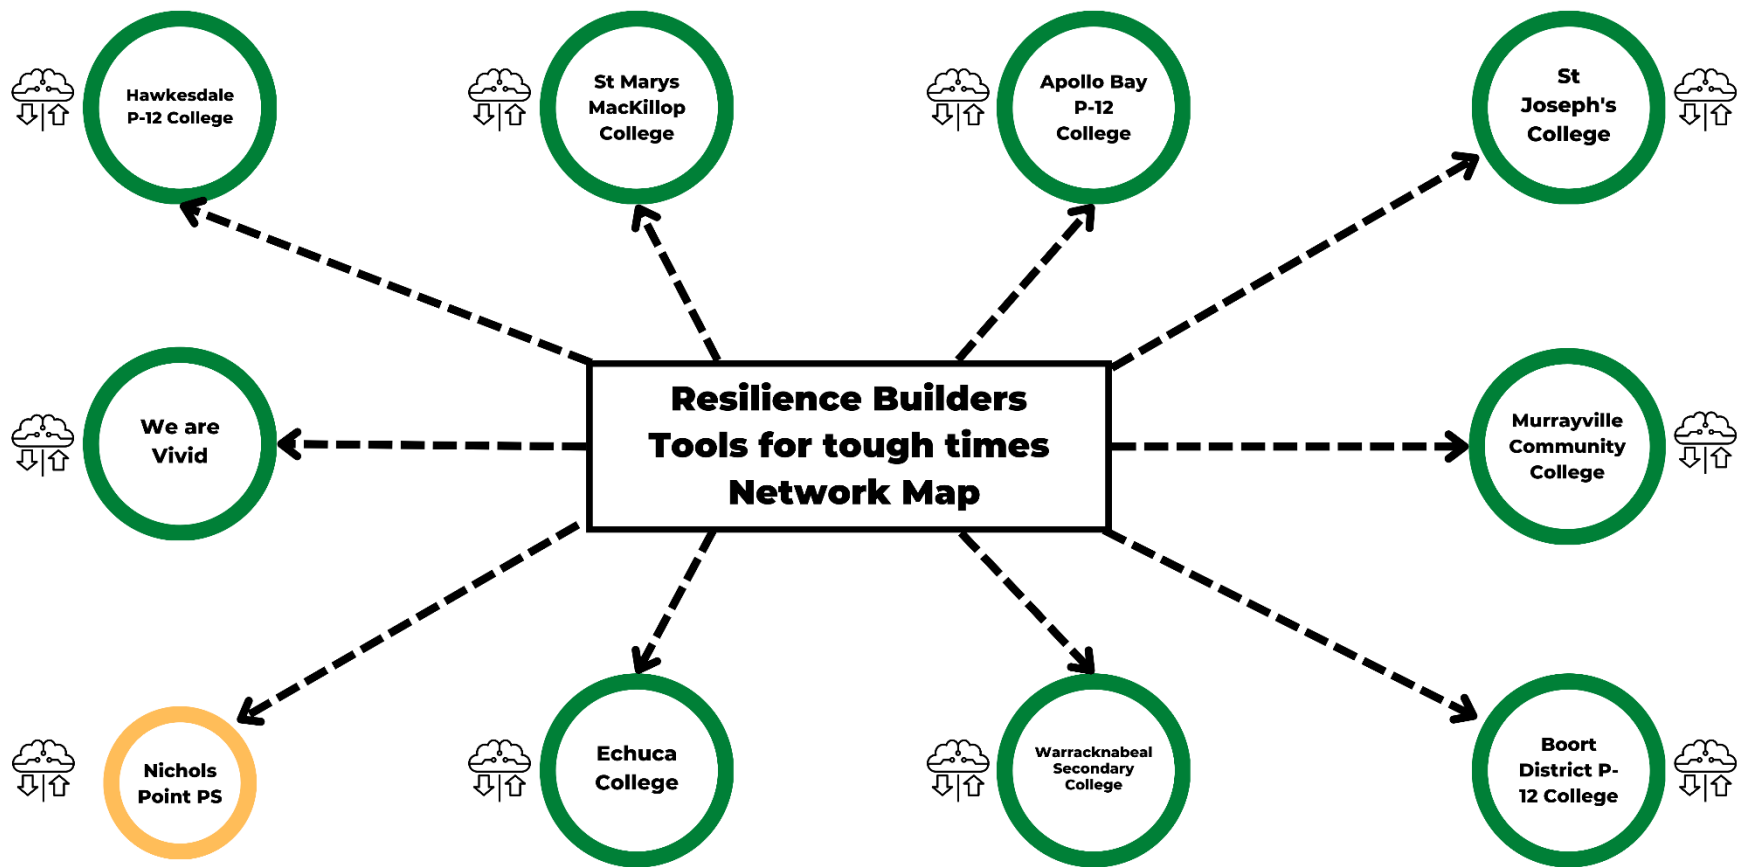 Hawkesdale
P-12 College
St Marys
MacKillop
College
Apollo Bay
P-12
College
St
Joseph's
College
We are
Vivid
Resilience Builders
Tools for tough times
Network Map
Murrayville
Community
College
Nichols
Point PS
Echuca
College
Warracknabeal
Secondary
College
Boort
District P-
12 College